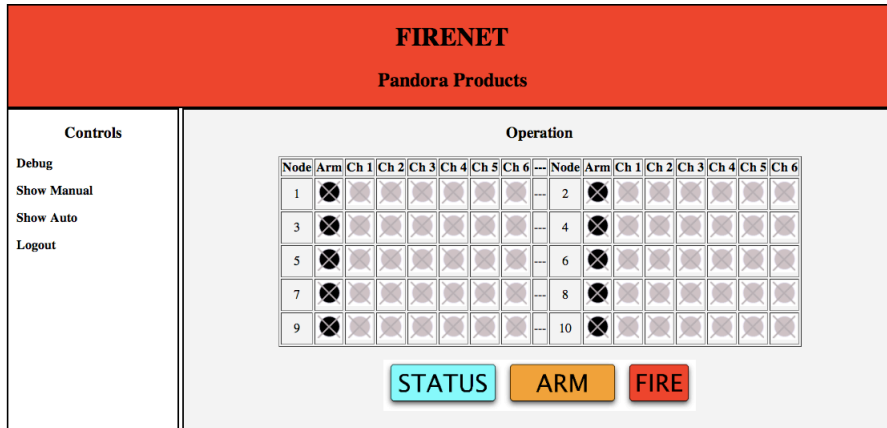 FIRENET
Pandora Products
Controls
Debug
Show Manual
Show Auto
Logout
Operation
Node Arm Ch 1 Ch 2 Ch 3 Ch 4 Ch 5 Ch 6 --- Node Arm Ch 1 Ch 2 Ch 3 Ch 4 Ch 5 Ch 6
1 --- 2
3 --- 4
5 --- 6
7 --- 8
9 --- 10
STATUS ARM FIRE